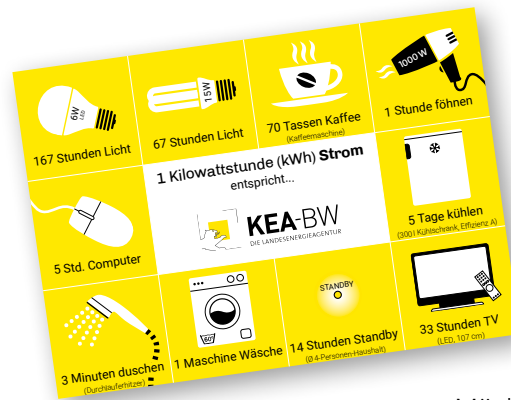 6W
LED
167 Stunden Licht
15W
67 Stunden Licht
70 Tassen Kaffee
(Kaffeemaschine)
1000 W
1 Stunde föhnen
1 Kilowattstunde (kWh) Strom
entspricht...
KEA-BW
DIE LANDESENERGIEAGENTUR
5 Std. Computer
5 Tage kühlen
(300 l Kühlschrank, Effizienz A)
3 Minuten duschen
(Durchlauferhitzer)
60°
1 Maschine Wäsche
STANDBY
14 Stunden Standby
(Ø 4-Personen-Haushalt)
33 Stunden TV
(LED, 107 cm)